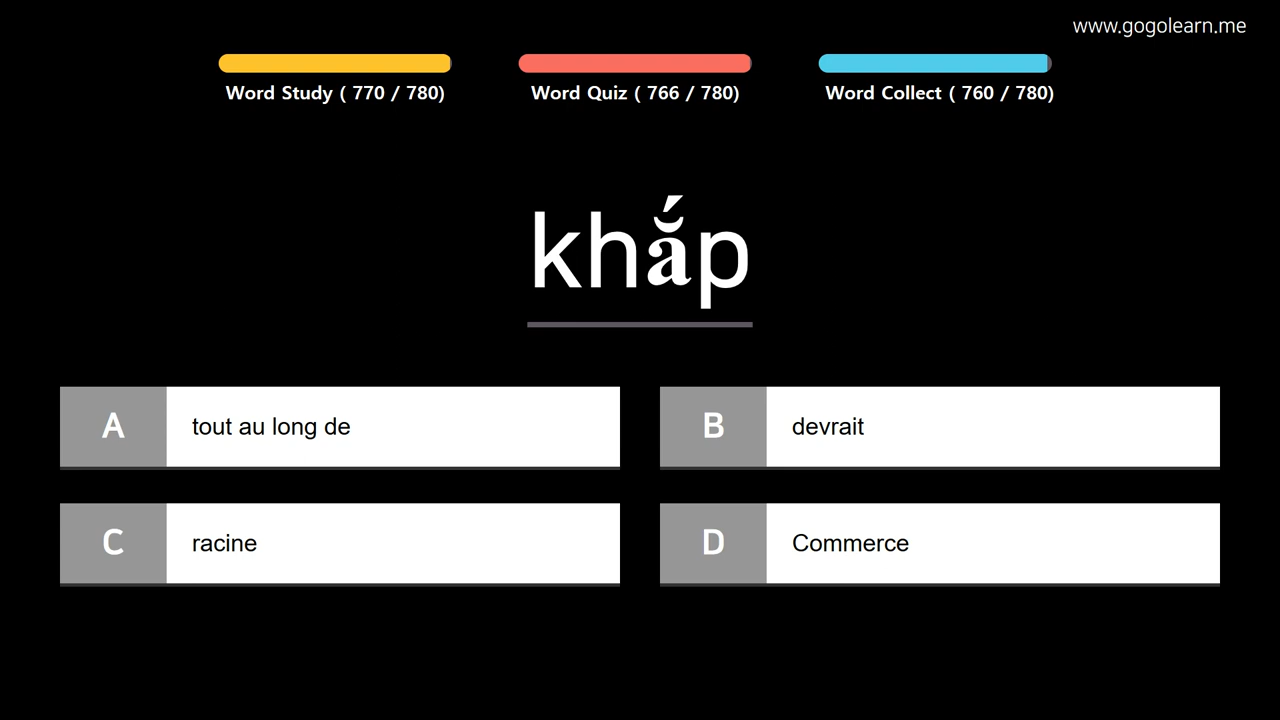 www.gogolearn.me
Word Study ( 770 / 780)
Word Quiz ( 766 / 780)
Word Collect ( 760 / 780)
khắp
A tout au long de
B devrait
C racine
D Commerce